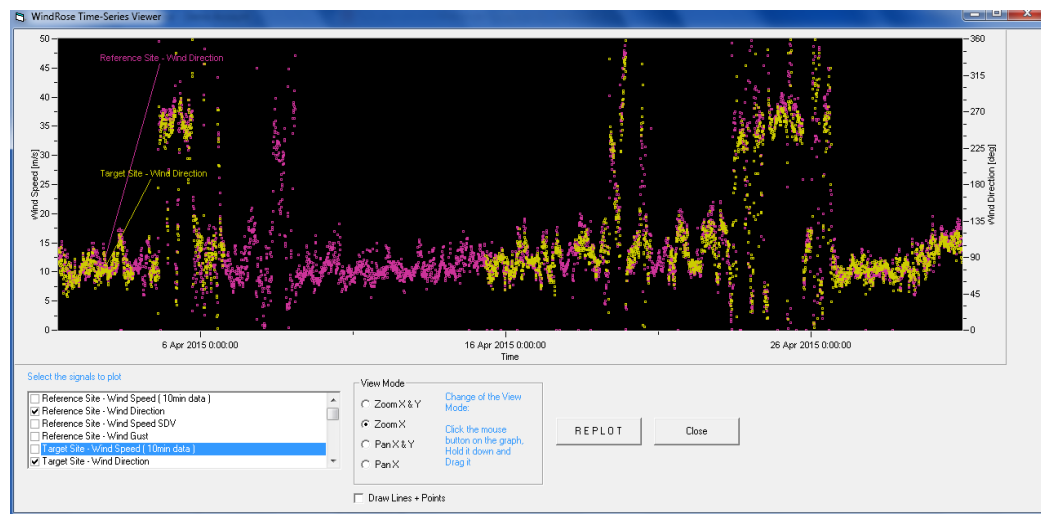 WindRose Time-Series Viewer
50
45
40
35
30
25
20
15
10
5
0
Wind Speed [m/s]
Reference Site - Wind Direction
Target Site - Wind Direction
360
315
270
225
180
135
90
45
0
Wind Direction [deg]
6 Apr 2015 0:00:00
16 Apr 2015 0:00:00
26 Apr 2015 0:00:00
Time
Select the signals to plot
Reference Site - Wind Speed ( 10min data )
Reference Site - Wind Direction
Reference Site - Wind Speed SDV
Reference Site - Wind Gust
Target Site - Wind Speed ( 10min data )
Target Site - Wind Direction
View Mode
Zoom X & Y
Zoom X
Pan X & Y
Pan X
Change of the View
Mode:
Click the mouse
button on the graph,
Hold it down and
Drag it
REPLOT
Close
Draw Lines + Points